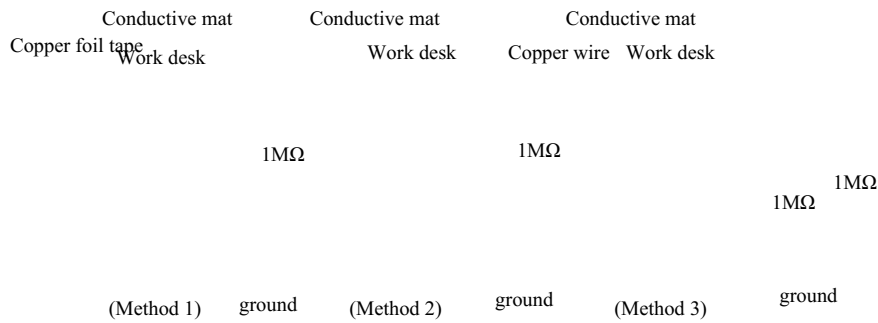 Conductive mat
Conductive mat
Conductive mat
Copper foil tape
Work desk
Work desk
Copper wire
Work desk
1MΩ
1MΩ
1MΩ
1MΩ
(Method 1)
ground
(Method 2)
ground
(Method 3)
ground